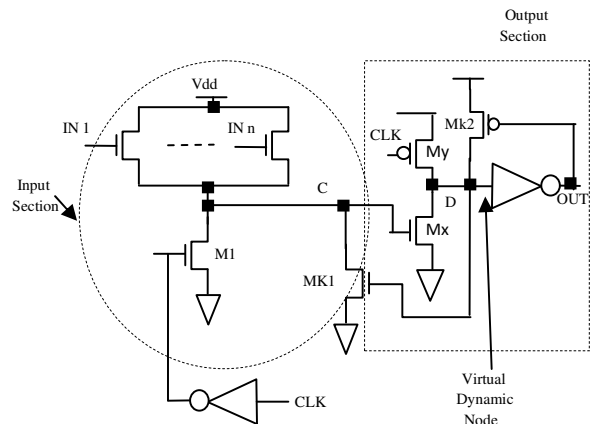 Output
Section
Vdd
IN 1
IN n
CLK
Mk2
My
Input
Section
C
D
OUT
Mx
M1
MK1
CLK
Virtual
Dynamic
Node